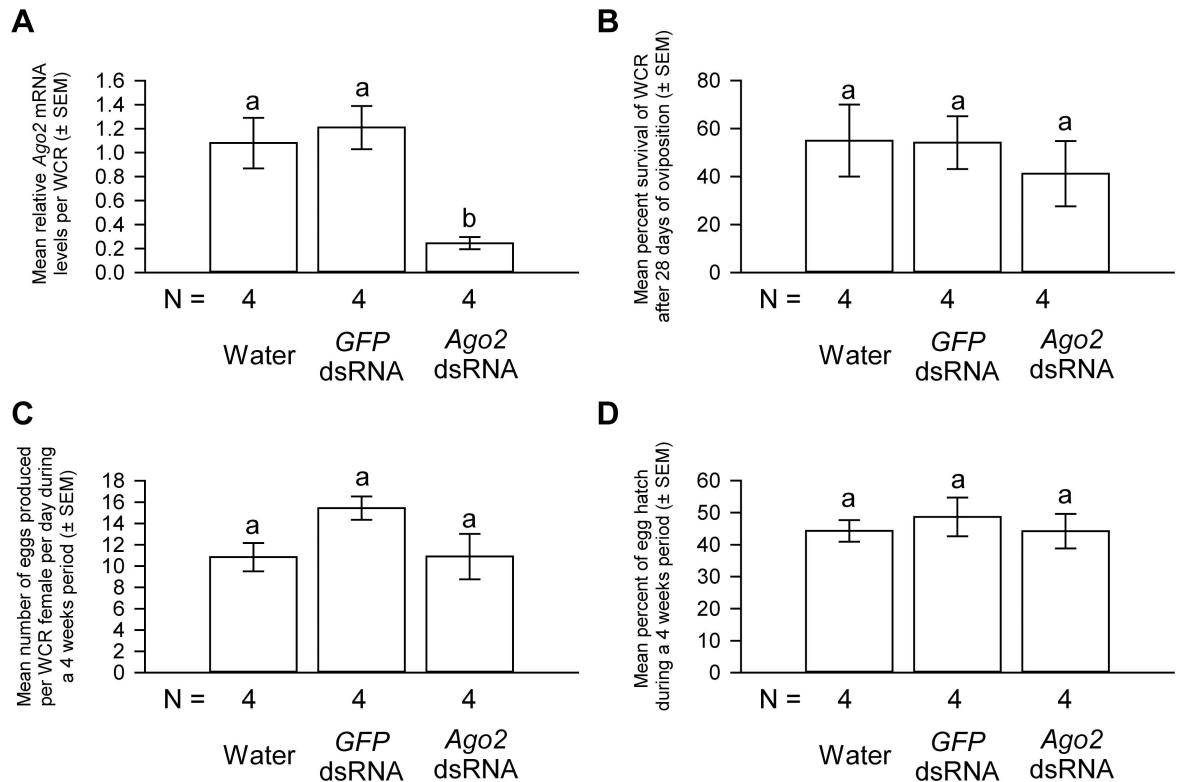 A
Mean relative Ago2 mRNA
levels per WCR (± SEM)
1.6
1.4
1.2
1.0
0.8
0.6
0.4
0.2
0.0
a
a
b
N = 4 4 4
Water
GFP
dsRNA
Ago2
dsRNA
B
Mean percent survival of WCR
after 28 days of oviposition (± SEM)
80
60
40
20
0
a
a
a
N = 4 4 4
Water
GFP
dsRNA
Ago2
dsRNA
C
Mean number of eggs produced
per WCR female per day during
a 4 weeks period (± SEM)
18
16
14
12
10
8
6
4
2
0
a
a
a
N = 4 4 4
Water
GFP
dsRNA
Ago2
dsRNA
D
Mean percent of egg hatch
during a 4 weeks period (± SEM)
60
50
40
30
20
10
0
a
a
a
N = 4 4 4
Water
GFP
dsRNA
Ago2
dsRNA